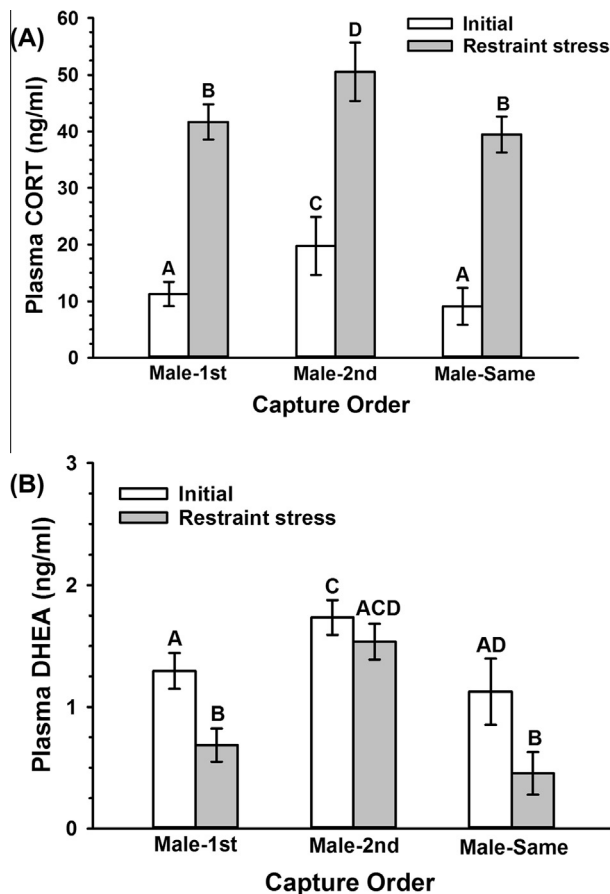 (A)
Plasma CORT (ng/ml)
60
50
40
30
20
10
0
Initial
Restraint stress
A
B
C
D
A
B
Male-1st
Male-2nd
Male-Same
Capture Order
(B)
Plasma DHEA (ng/ml)
3
2
1
0
Initial
Restraint stress
A
B
C
ACD
AD
B
Male-1st
Male-2nd
Male-Same
Capture Order